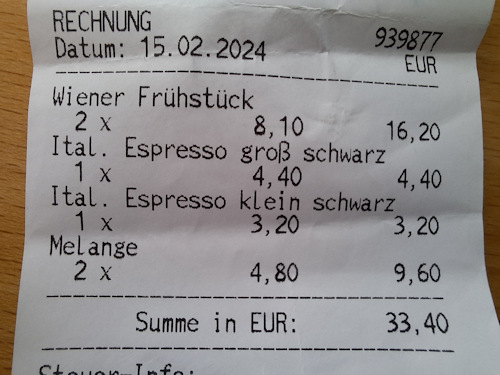 RECHNUNG 939877
Datum: 15.02.2024 EUR
Wiener Frühstück
2 x 8,10 16,20
Ital. Espresso groß schwarz
1 x 4,40 4,40
Ital. Espresso klein schwarz
1 x 3,20 3,20
Melange
2 x 4,80 9,60
Summe in EUR: 33,40
Steuer-Info: